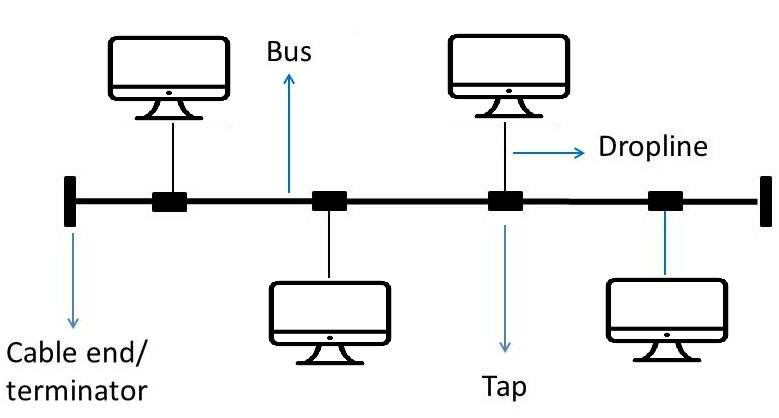 Bus
Dropline
Cable end/
terminator
Tap